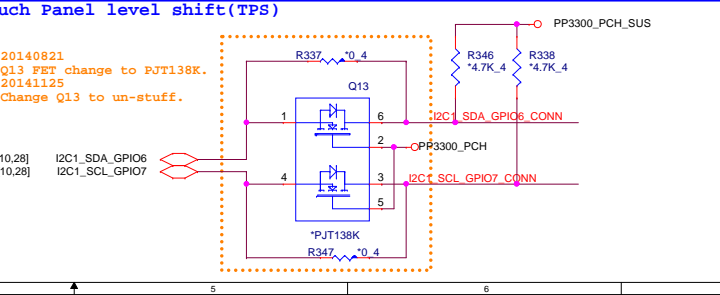 uch Panel level shift(TPS)
PP3300_PCH_SUS
20140821
Q13 FET change to PJT138K.
20141125
Change Q13 to un-stuff.
R337 *0_4
R346
*4.7K_4
R338
*4.7K_4
Q13
1
6
I2C1_SDA_GPIO6_CONN
2
PP3300_PCH
10,28] I2C1_SDA_GPIO6
10,28] I2C1_SCL_GPIO7
4
3
I2C1_SCL_GPIO7_CONN
5
*PJT138K
R347 *0_4
5
6